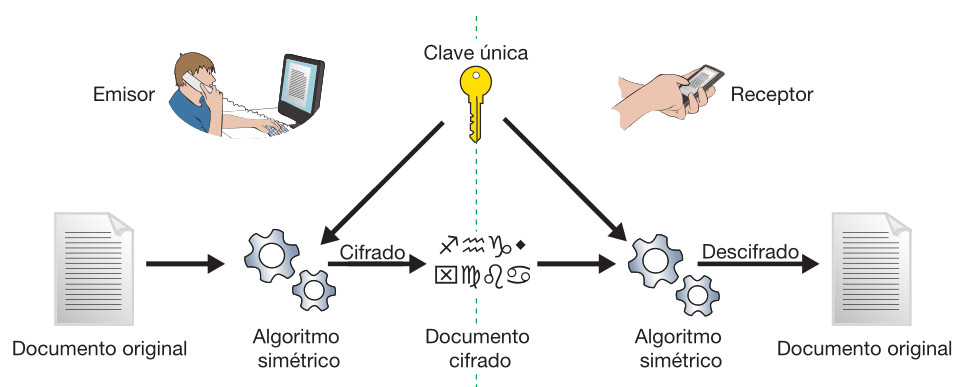 Clave única
Emisor
Receptor
Cifrado
Descifrado
Documento original
Algoritmo
simétrico
Documento
cifrado
Algoritmo
simétrico
Documento original